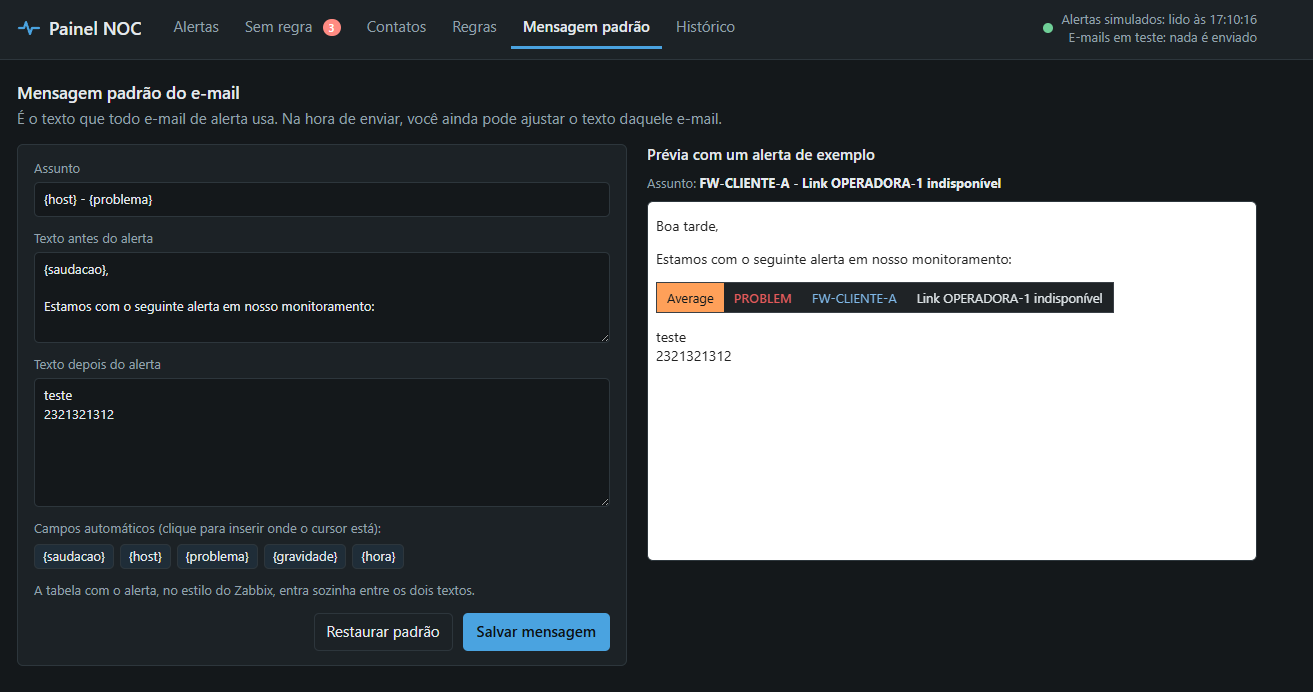 Painel NOC
Alertas
Sem regra 3
Contatos
Regras
Mensagem padrão
Histórico
Alertas simulados: lido às 17:10:16
E-mails em teste: nada é enviado
Mensagem padrão do e-mail
É o texto que todo e-mail de alerta usa. Na hora de enviar, você ainda pode ajustar o texto daquele e-mail.
Assunto
{host} - {problema}
Texto antes do alerta
{saudacao},
Estamos com o seguinte alerta em nosso monitoramento:
Texto depois do alerta
teste
2321321312
Campos automáticos (clique para inserir onde o cursor está):
{saudacao} {host} {problema} {gravidade} {hora}
A tabela com o alerta, no estilo do Zabbix, entra sozinha entre os dois textos.
Restaurar padrão
Salvar mensagem
Prévia com um alerta de exemplo
Assunto: FW-CLIENTE-A - Link OPERADORA-1 indisponível
Boa tarde,
Estamos com o seguinte alerta em nosso monitoramento:
Average PROBLEM FW-CLIENTE-A Link OPERADORA-1 indisponível
teste
2321321312